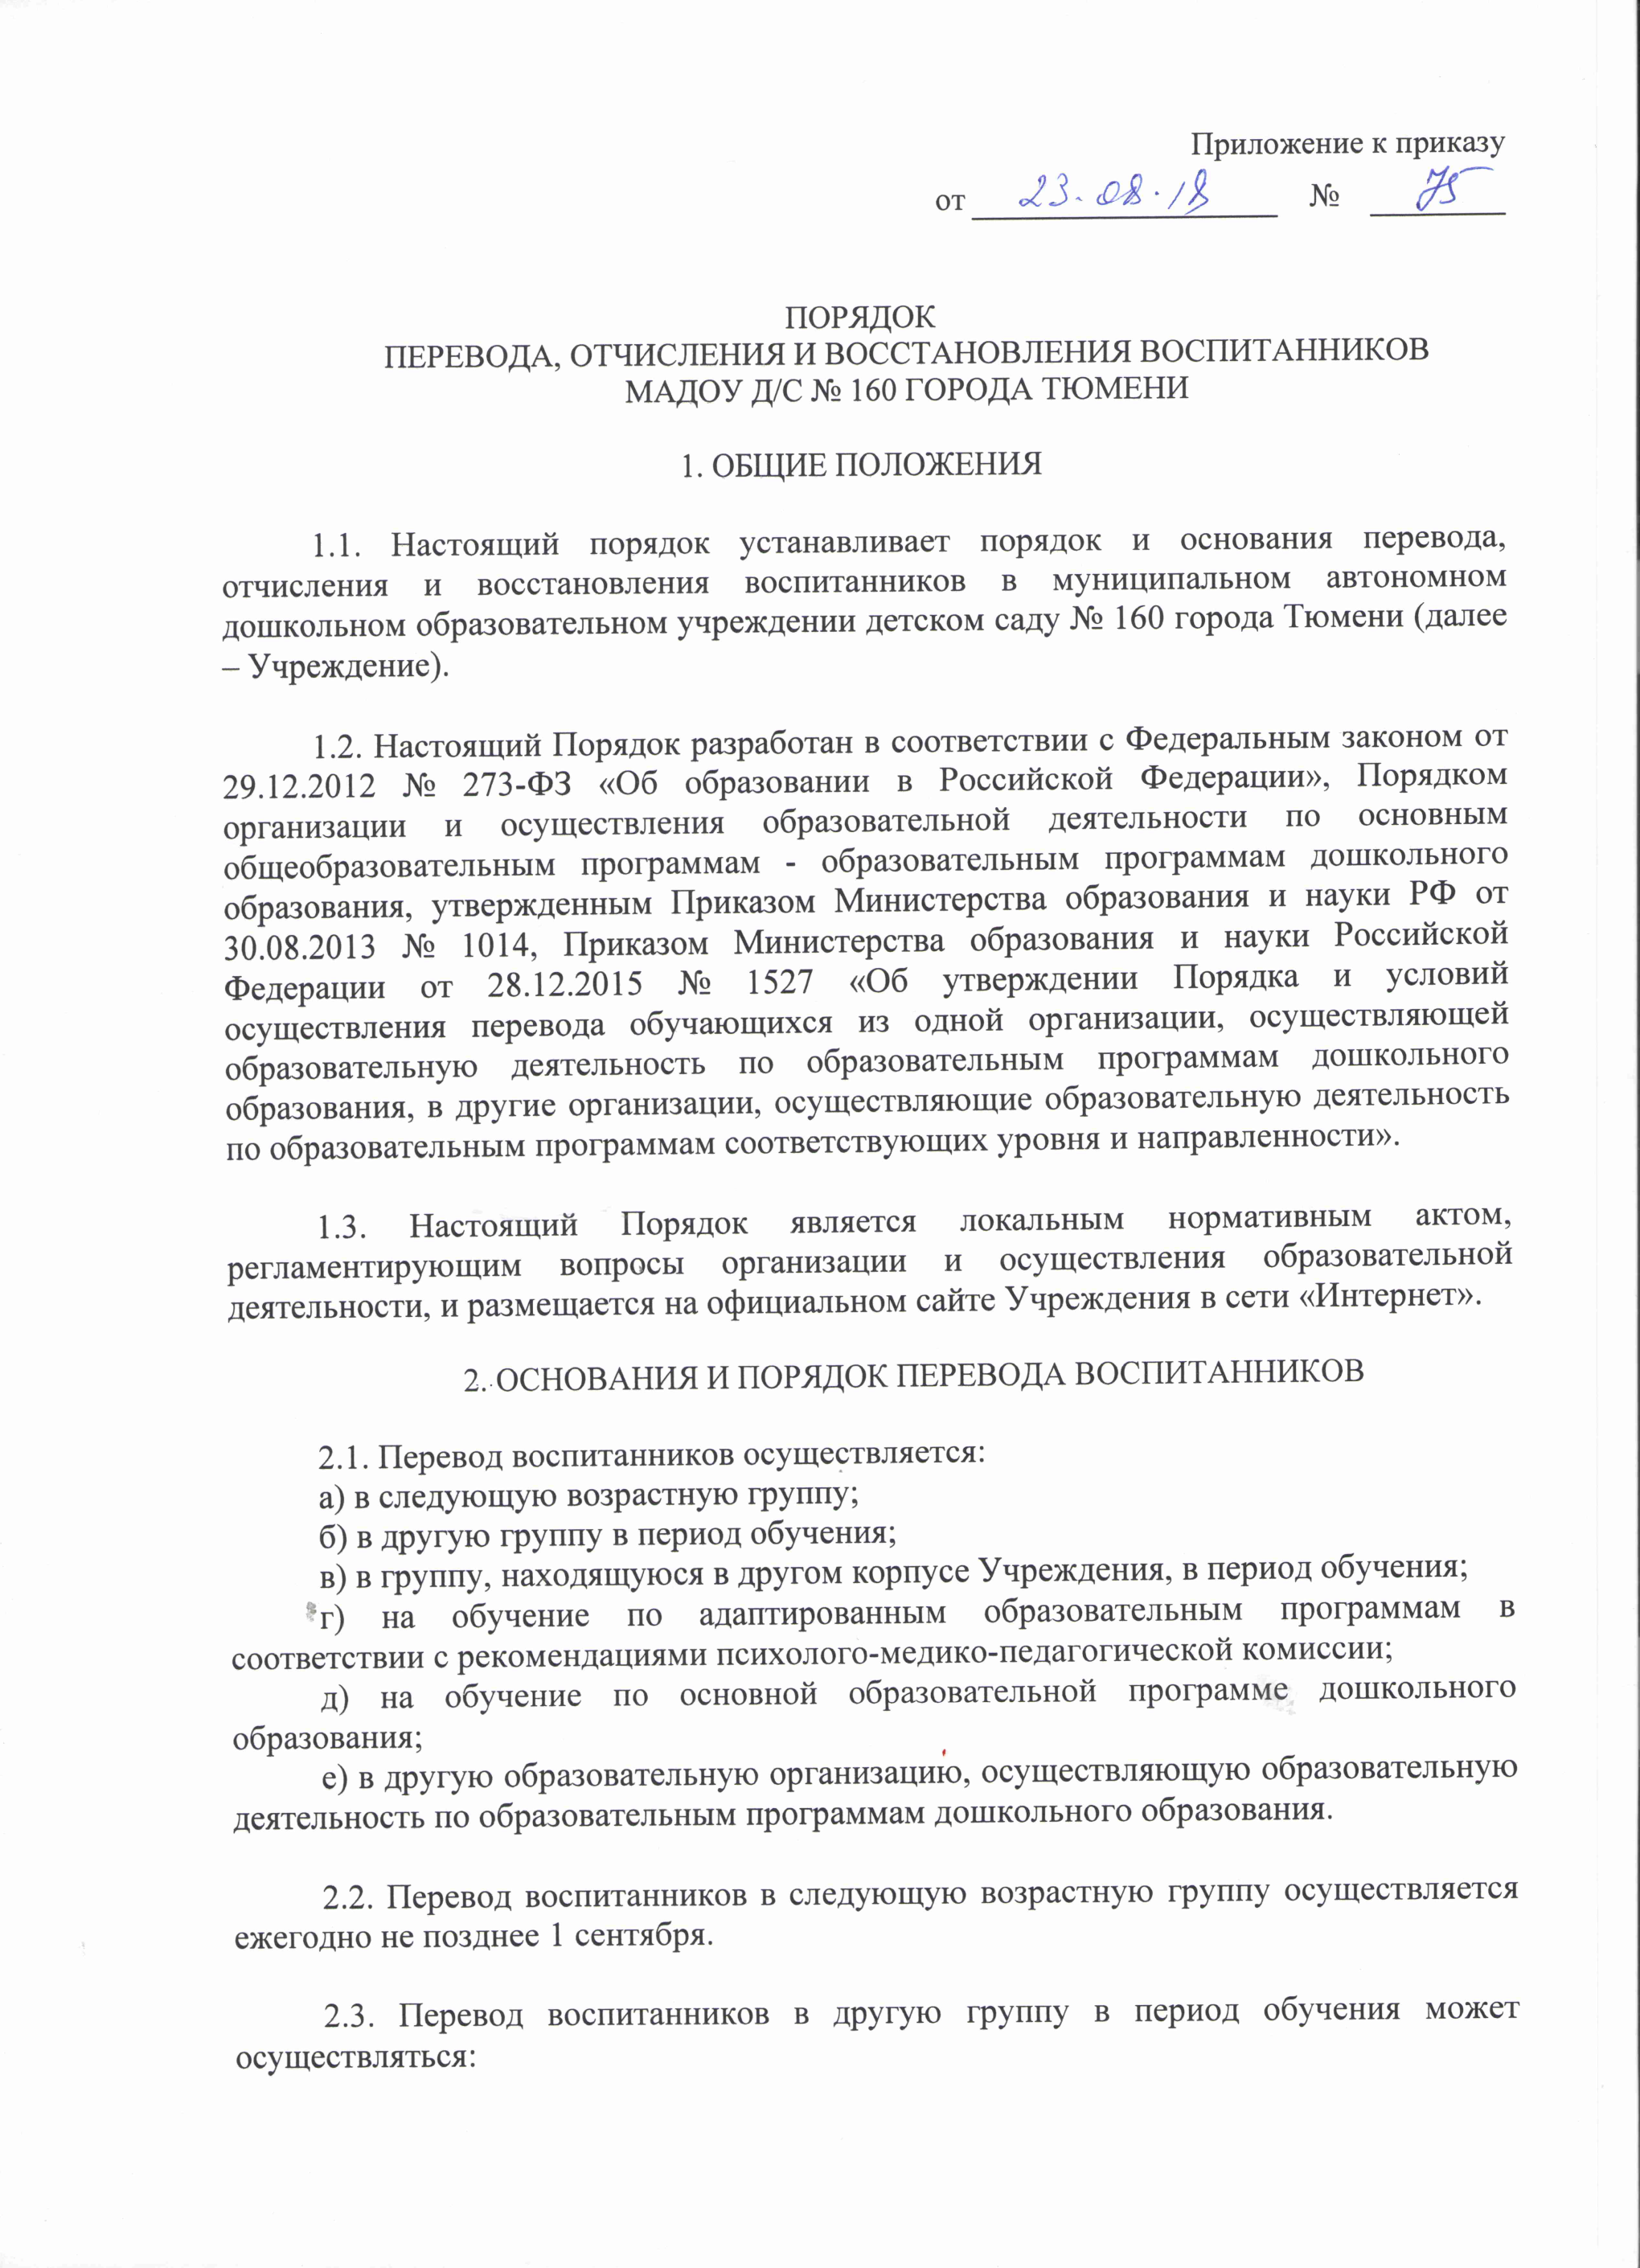 Приложение к приказу
от 23.08.18 № 75
ПОРЯДОК
ПЕРЕВОДА, ОТЧИСЛЕНИЯ И ВОССТАНОВЛЕНИЯ ВОСПИТАННИКОВ
МАДОУ Д/С № 160 ГОРОДА ТЮМЕНИ
1. ОБЩИЕ ПОЛОЖЕНИЯ
1.1. Настоящий порядок устанавливает порядок и основания перевода,
отчисления и восстановления воспитанников в муниципальном автономном
дошкольном образовательном учреждении детском саду № 160 города Тюмени (далее
– Учреждение).
1.2. Настоящий Порядок разработан в соответствии с Федеральным законом от
29.12.2012 № 273-ФЗ «Об образовании в Российской Федерации», Порядком
организации и осуществления образовательной деятельности по основным
общеобразовательным программам - образовательным программам дошкольного
образования, утвержденным Приказом Министерства образования и науки РФ от
30.08.2013 № 1014, Приказом Министерства образования и науки Российской
Федерации от 28.12.2015 № 1527 «Об утверждении Порядка и условий
осуществления перевода обучающихся из одной организации, осуществляющей
образовательную деятельность по образовательным программам дошкольного
образования, в другие организации, осуществляющие образовательную деятельность
по образовательным программам соответствующих уровня и направленности».
1.3. Настоящий Порядок является локальным нормативным актом,
регламентирующим вопросы организации и осуществления образовательной
деятельности, и размещается на официальном сайте Учреждения в сети «Интернет».
2. ОСНОВАНИЯ И ПОРЯДОК ПЕРЕВОДА ВОСПИТАННИКОВ
2.1. Перевод воспитанников осуществляется:
а) в следующую возрастную группу;
б) в другую группу в период обучения;
в) в группу, находящуюся в другом корпусе Учреждения, в период обучения;
г) на обучение по адаптированным образовательным программам в
соответствии с рекомендациями психолого-медико-педагогической комиссии;
д) на обучение по основной образовательной программе дошкольного
образования;
е) в другую образовательную организацию, осуществляющую образовательную
деятельность по образовательным программам дошкольного образования.
2.2. Перевод воспитанников в следующую возрастную группу осуществляется
ежегодно не позднее 1 сентября.
2.3. Перевод воспитанников в другую группу в период обучения может
осуществляться: